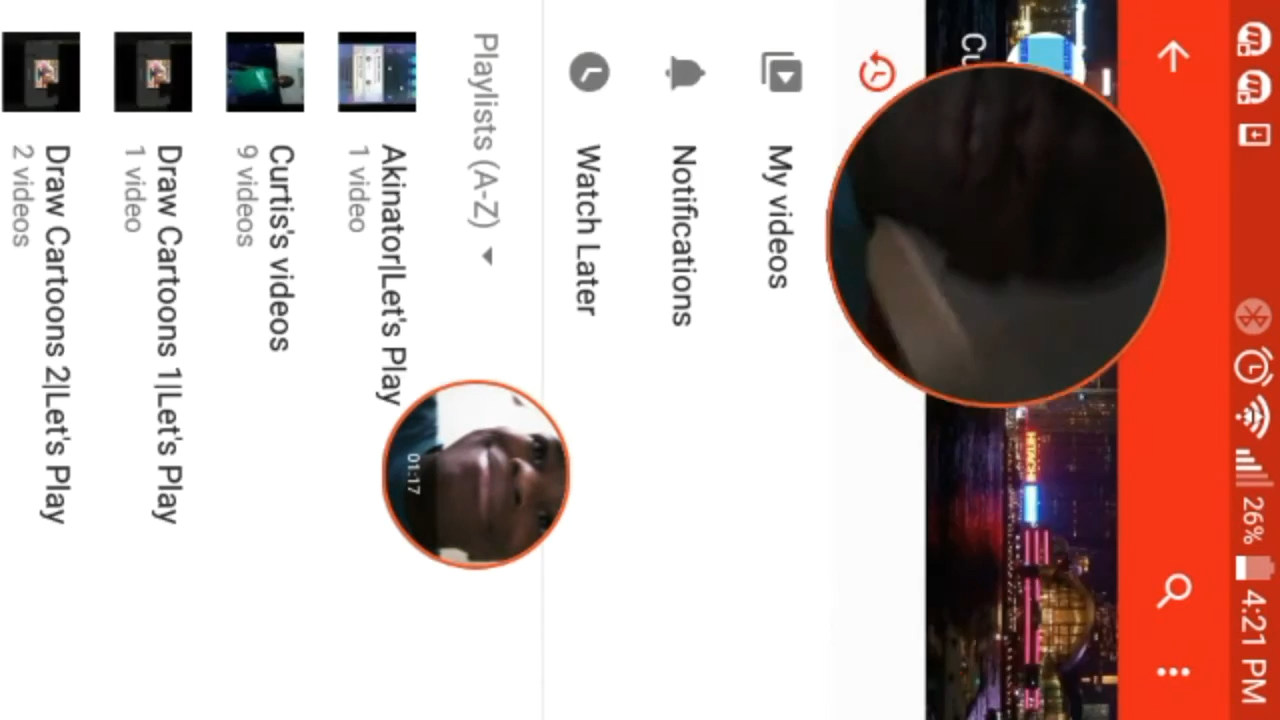 26% 4:21 PM
HITACHI
My videos
Notifications
Watch Later
Playlists (A-Z)
01:17
Akinator|Let's Play
1 video
Curtis's videos
9 videos
Draw Cartoons 1|Let's Play
1 video
Draw Cartoons 2|Let's Play
2 videos